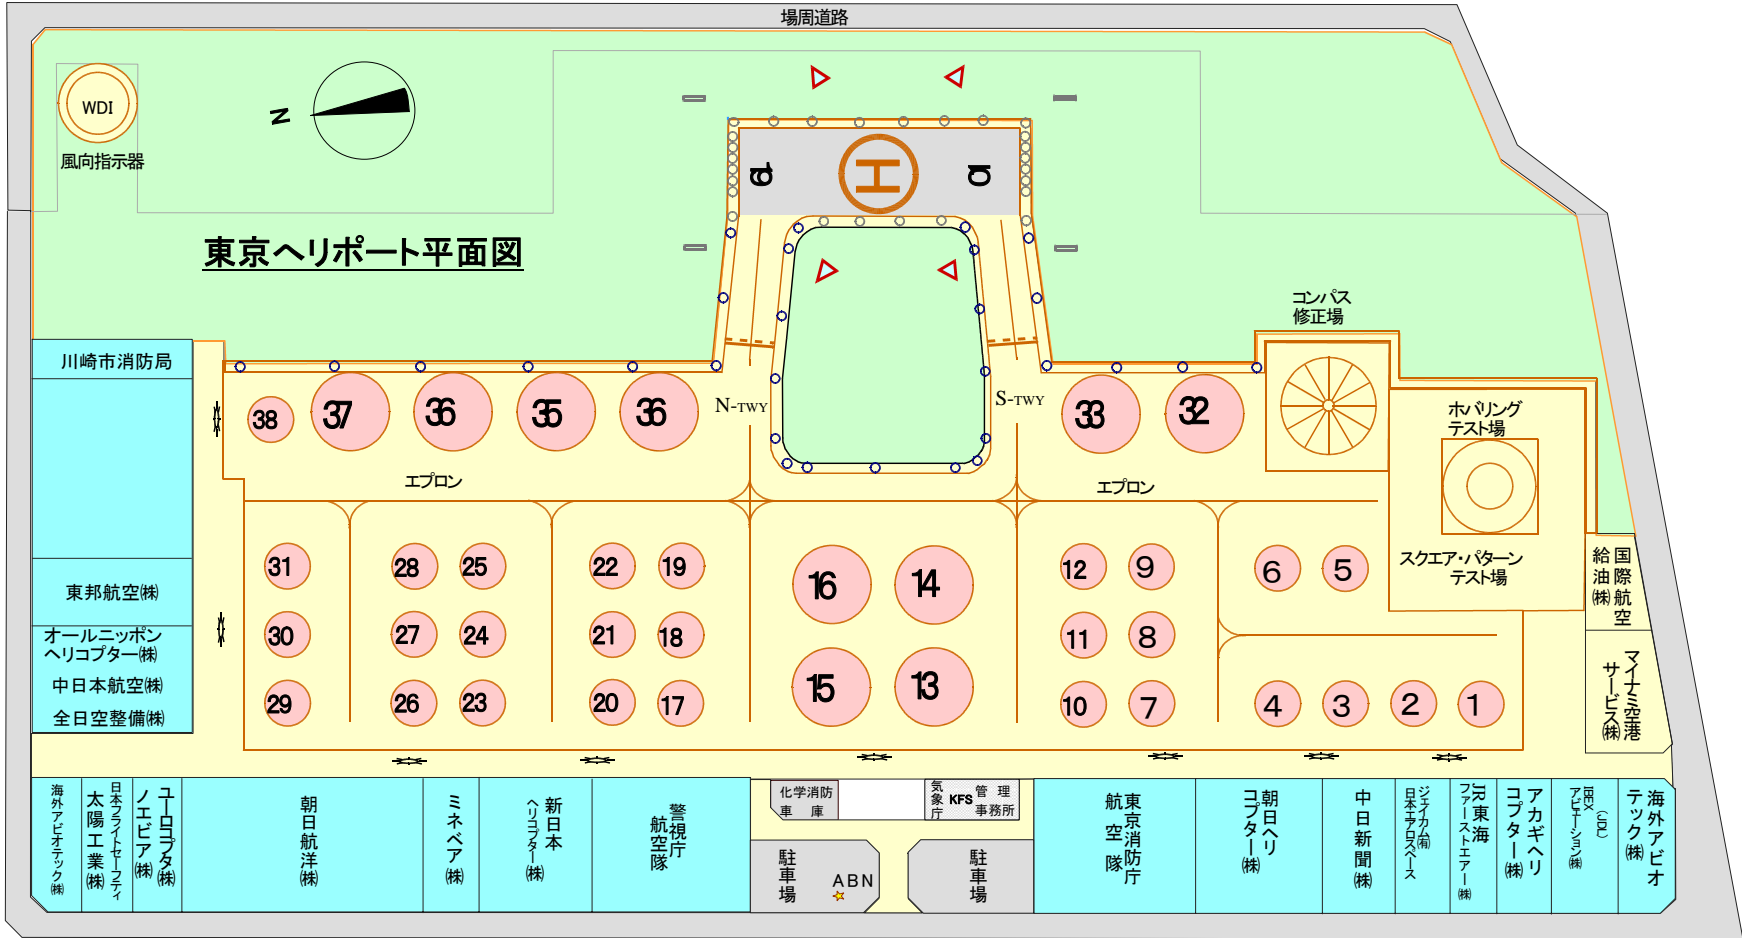 場周道路
WDI
風向指示器
N
19
H
01
東京ヘリポート平面図
コンパス
修正場
川崎市消防局
38
37
36
35
36
N-TWY
S-TWY
33
32
ホバリング
テスト場
エプロン
エプロン
スクエア・パターン
テスト場
31
28
25
22
19
16
14
12
9
6
5
国際航空
給油㈱
東邦航空㈱
オールニッポン
ヘリコプター㈱
中日本航空㈱
全日空整備㈱
30
27
24
21
18
11
8
29
26
23
20
17
15
13
10
7
4
3
2
1
マイナミ空港
サービス㈱
海外アビオテック㈱
日本フライトセーフティ
太陽工業㈱
ユーロコプタ㈱
ノエビア㈱
朝日航洋㈱
ミネベア㈱
新日本
ヘリコプター㈱
警視庁
航空隊
化学消防
車庫
気象庁
KFS
管理
事務所
駐車場
ABN
駐車場
東京消防庁
航空隊
朝日ヘリ
コプター㈱
中日新聞㈱
ジェイカム㈲
日本エアロスペース
JR東海
ファーストエアー㈱
アカギヘリ
コプター㈱
IBEX (JDL)
アビエーション㈱
海外アビオ
テック㈱